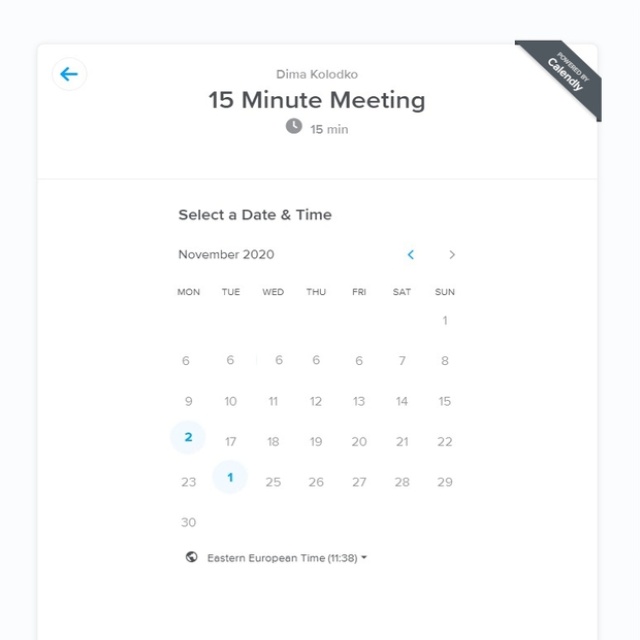 POWERED BY
Calendly
Dima Kolodko
15 Minute Meeting
15 min
Select a Date & Time
November 2020
MON TUE WED THU FRI SAT SUN
1
6 6 6 6 6 7 8
9 10 11 12 13 14 15
2 17 18 19 20 21 22
23 1 25 26 27 28 29
30
Eastern European Time (11:38)